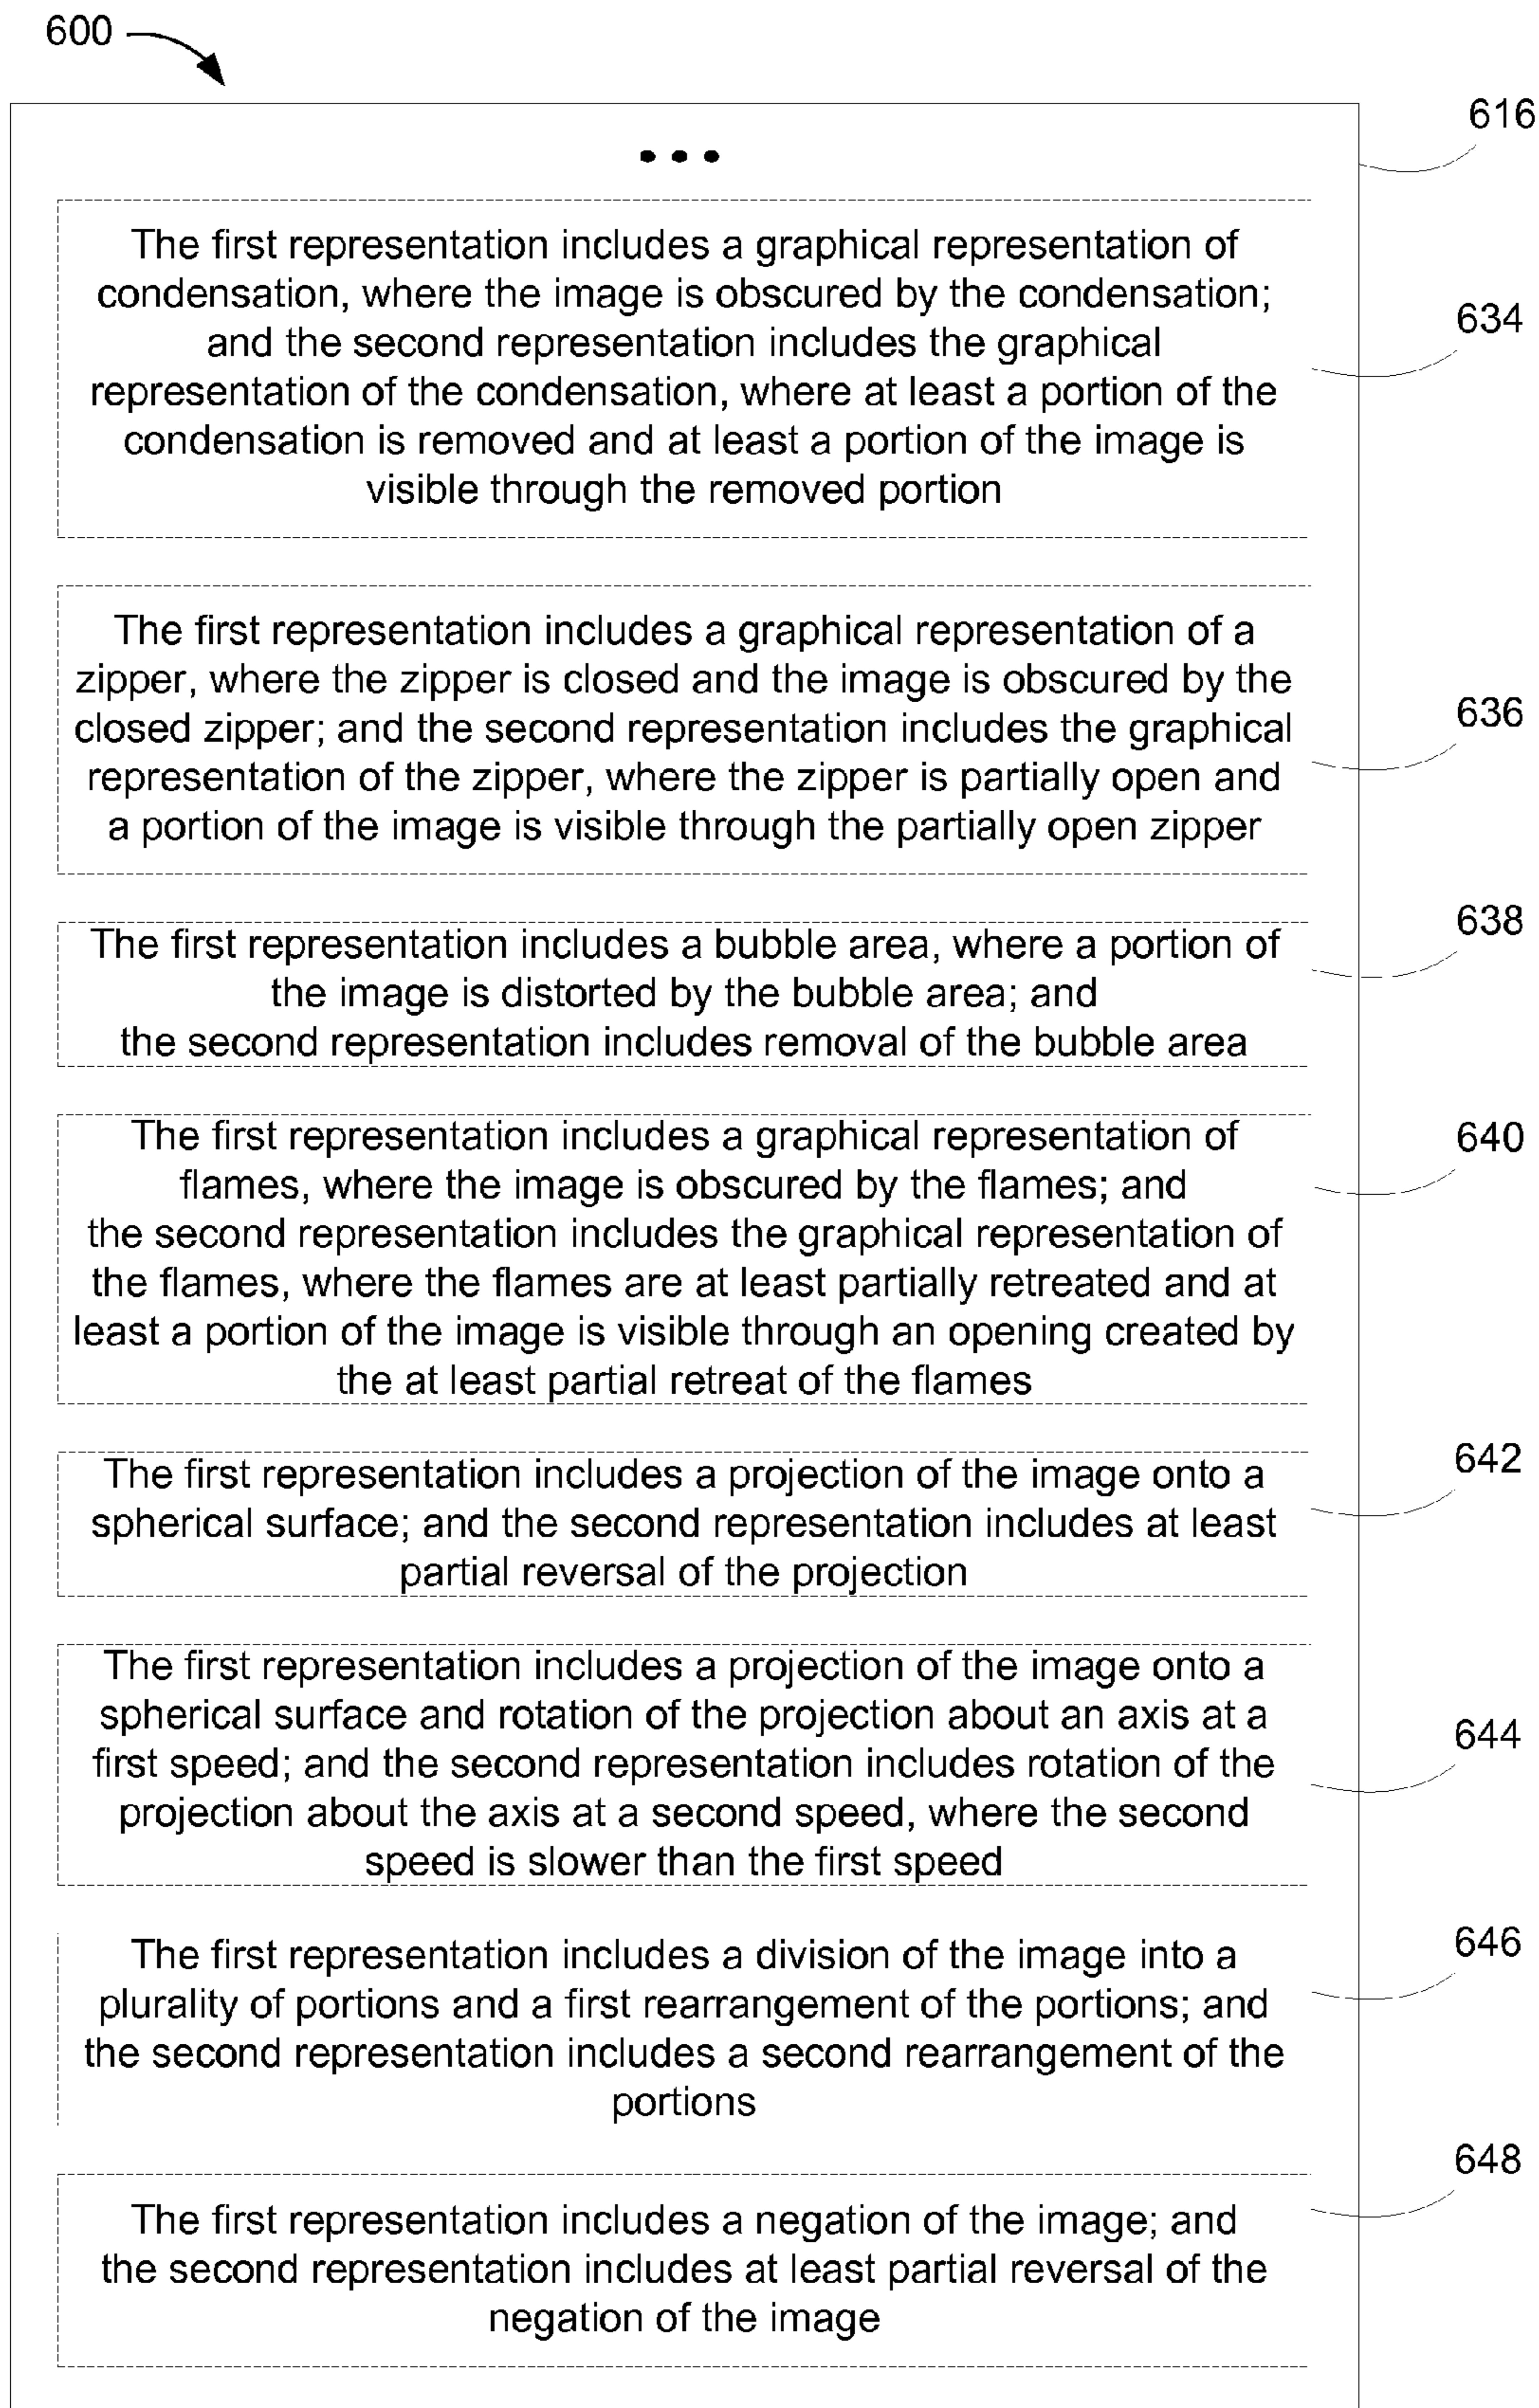 600
616
• • •
The first representation includes a graphical representation of
condensation, where the image is obscured by the condensation;
and the second representation includes the graphical
representation of the condensation, where at least a portion of the
condensation is removed and at least a portion of the image is
visible through the removed portion
634
The first representation includes a graphical representation of a
zipper, where the zipper is closed and the image is obscured by the
closed zipper; and the second representation includes the graphical
representation of the zipper, where the zipper is partially open and
a portion of the image is visible through the partially open zipper
636
The first representation includes a bubble area, where a portion of
the image is distorted by the bubble area; and
the second representation includes removal of the bubble area
638
The first representation includes a graphical representation of
flames, where the image is obscured by the flames; and
the second representation includes the graphical representation of
the flames, where the flames are at least partially retreated and at
least a portion of the image is visible through an opening created by
the at least partial retreat of the flames
640
The first representation includes a projection of the image onto a
spherical surface; and the second representation includes at least
partial reversal of the projection
642
The first representation includes a projection of the image onto a
spherical surface and rotation of the projection about an axis at a
first speed; and the second representation includes rotation of the
projection about the axis at a second speed, where the second
speed is slower than the first speed
644
The first representation includes a division of the image into a
plurality of portions and a first rearrangement of the portions; and
the second representation includes a second rearrangement of the
portions
646
The first representation includes a negation of the image; and
the second representation includes at least partial reversal of the
negation of the image
648